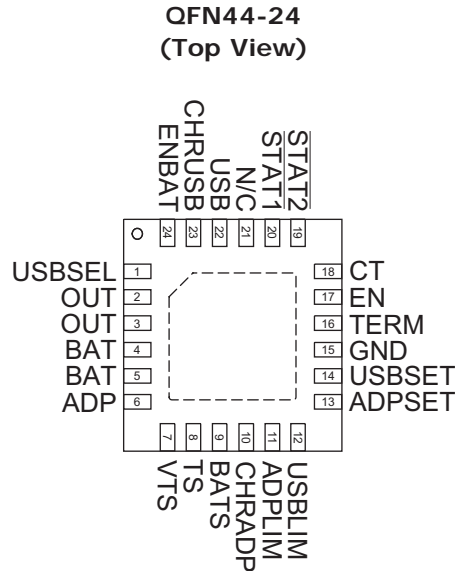 QFN44-24
(Top View)
ENBAT
CHRUSB
USB
N/C
STAT1
STAT2
24
23
22
21
20
19
USBSEL 1
OUT 2
OUT 3
BAT 4
BAT 5
ADP 6
18 CT
17 EN
16 TERM
15 GND
14 USBSET
13 ADPSET
7
8
9
10
11
12
VTS
TS
BATS
CHRADP
ADPLIM
USBLIM